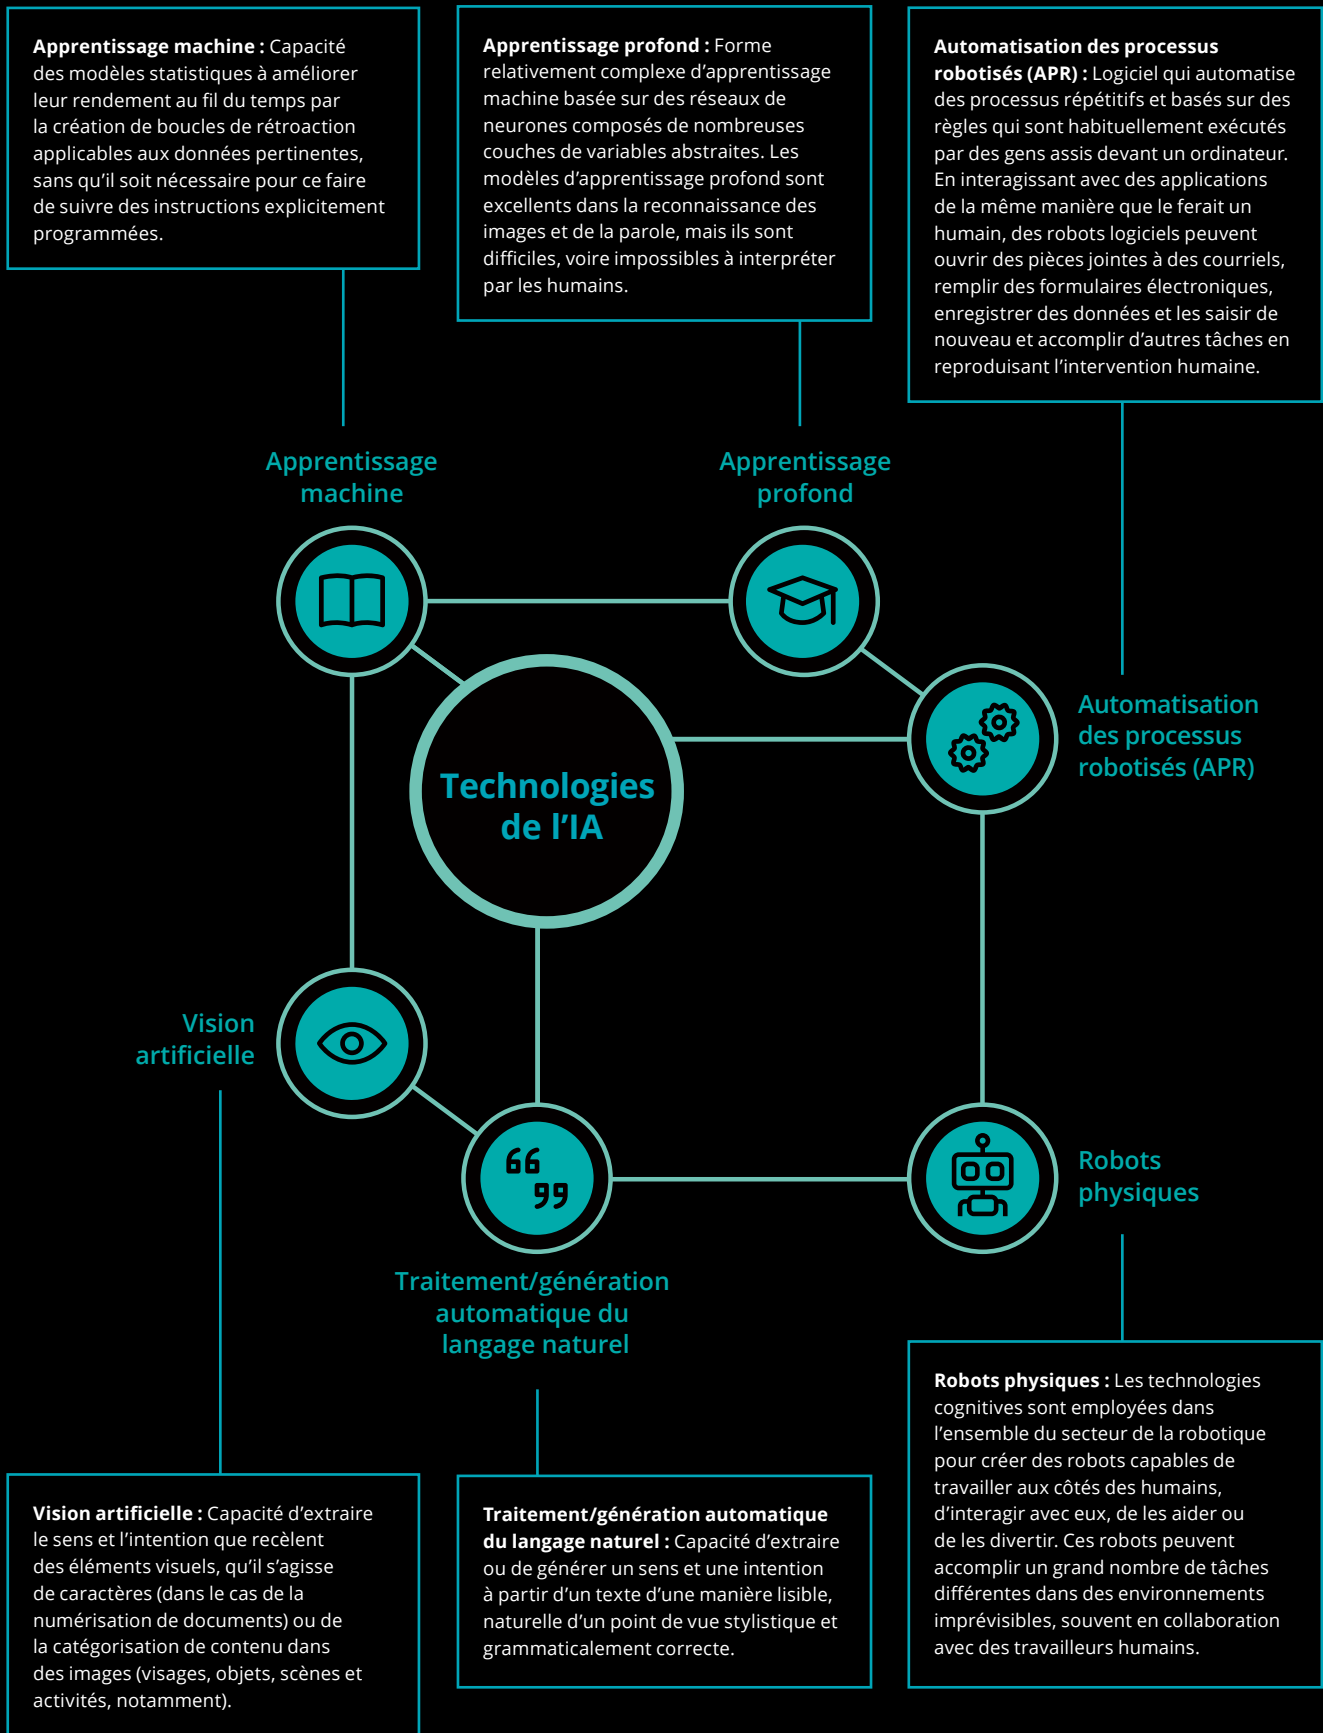 Apprentissage machine : Capacité
des modèles statistiques à améliorer
leur rendement au fil du temps par
la création de boucles de rétroaction
applicables aux données pertinentes,
sans qu’il soit nécessaire pour ce faire
de suivre des instructions explicitement
programmées.
Apprentissage profond : Forme
relativement complexe d’apprentissage
machine basée sur des réseaux de
neurones composés de nombreuses
couches de variables abstraites. Les
modèles d’apprentissage profond sont
excellents dans la reconnaissance des
images et de la parole, mais ils sont
difficiles, voire impossibles à interpréter
par les humains.
Automatisation des processus
robotisés (APR) : Logiciel qui automatise
des processus répétitifs et basés sur des
règles qui sont habituellement exécutés
par des gens assis devant un ordinateur.
En interagissant avec des applications
de la même manière que le ferait un
humain, des robots logiciels peuvent
ouvrir des pièces jointes à des courriels,
remplir des formulaires électroniques,
enregistrer des données et les saisir de
nouveau et accomplir d’autres tâches en
reproduisant l’intervention humaine.
Apprentissage
machine
Apprentissage
profond
Automatisation
des processus
robotisés (APR)
Technologies
de l’IA
Vision
artificielle
Robots
physiques
Traitement/génération
automatique du
langage naturel
Vision artificielle : Capacité d’extraire
le sens et l’intention que recèlent
des éléments visuels, qu’il s’agisse
de caractères (dans le cas de la
numérisation de documents) ou de
la catégorisation de contenu dans
des images (visages, objets, scènes et
activités, notamment).
Traitement/génération automatique
du langage naturel : Capacité d’extraire
ou de générer un sens et une intention
à partir d’un texte d’une manière lisible,
naturelle d’un point de vue stylistique et
grammaticalement correcte.
Robots physiques : Les technologies
cognitives sont employées dans
l’ensemble du secteur de la robotique
pour créer des robots capables de
travailler aux côtés des humains,
d’interagir avec eux, de les aider ou
de les divertir. Ces robots peuvent
accomplir un grand nombre de tâches
différentes dans des environnements
imprévisibles, souvent en collaboration
avec des travailleurs humains.